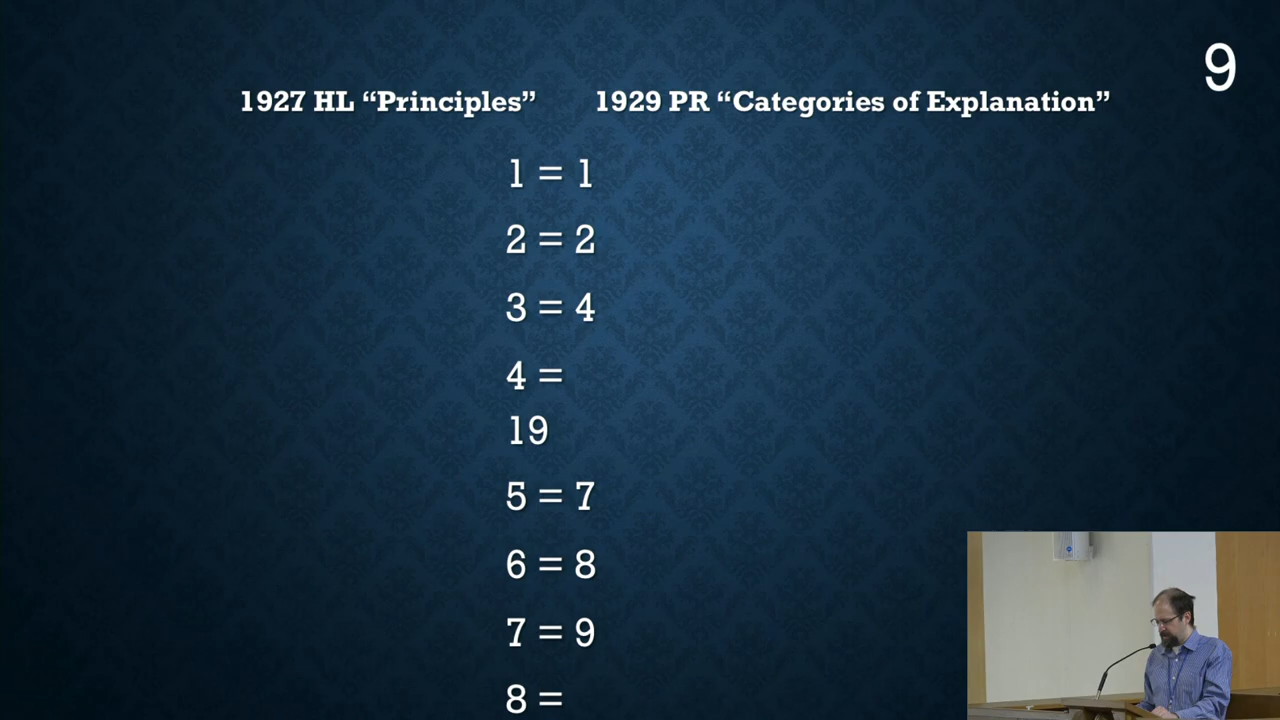 9
1927 HL “Principles” 1929 PR “Categories of Explanation”
1 = 1
2 = 2
3 = 4
4 =
19
5 = 7
6 = 8
7 = 9
8 =